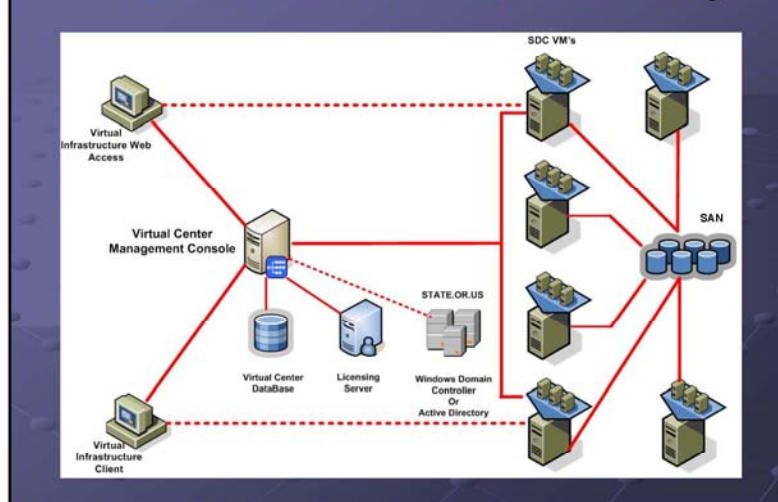 SDC VM's
Virtual
Infrastructure Web
Access
Virtual Center
Management Console
SAN
STATE.OR.US
Virtual Center
DataBase
Licensing
Server
Windows Domain
Controller
Or
Active Directory
Virtual
Infrastructure
Client